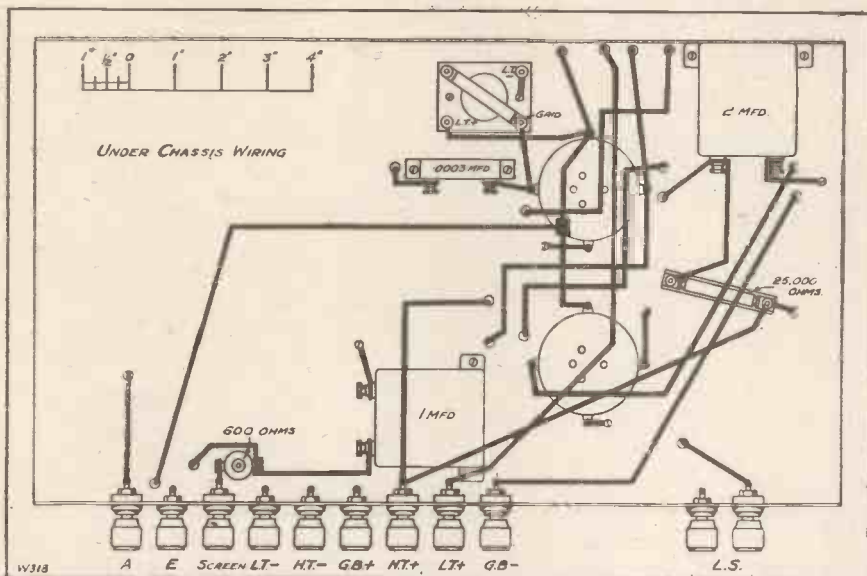 1" ½" 0 1" 2" 3" 4"
L.T.-
GRID
L.T.+
2 MFD.
UNDER CHASSIS WIRING
.0003 MFD
25,000
OHMS.
1 MFD
600 OHMS
A E SCREEN L.T.- H.T.- G.B.+ H.T.+ L.T.+ G.B.- L.S.
W318